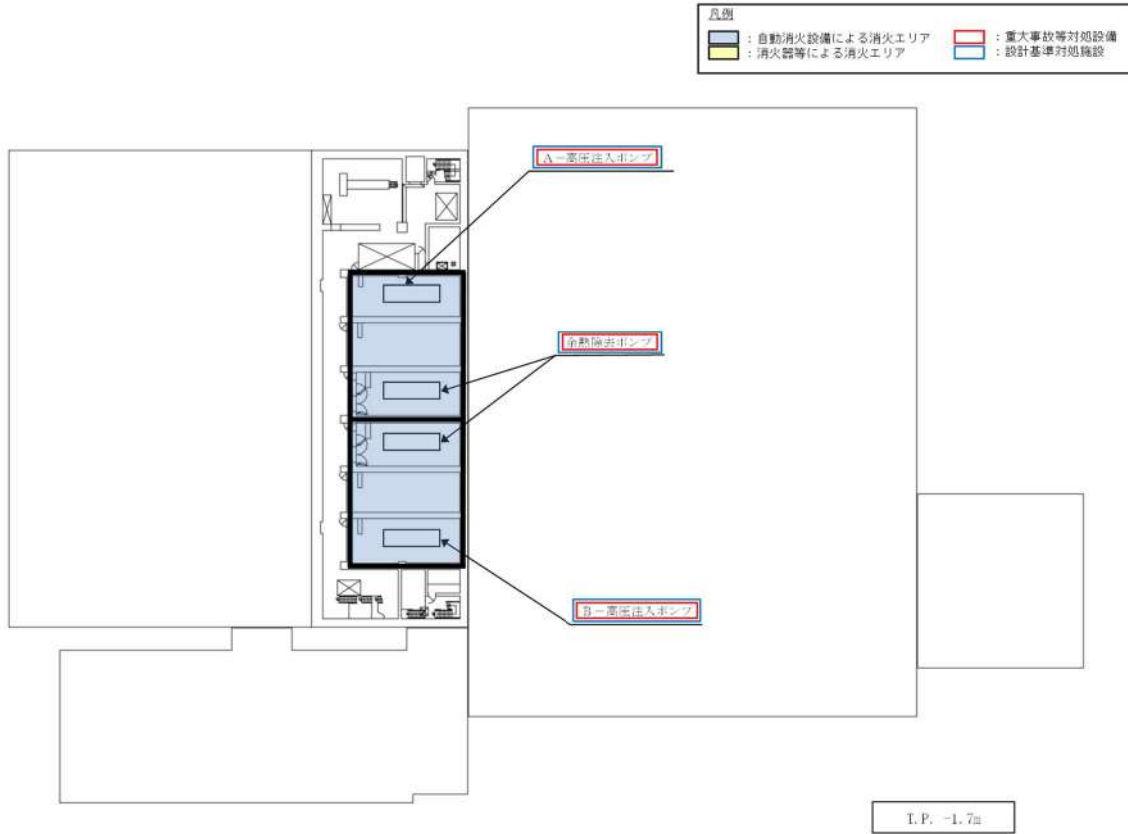 凡例
：自動消火設備による消火エリア
：消火器等による消火エリア
：重大事故等対処設備
：設計基準対処施設
A－高圧注入ポンプ
余熱除去ポンプ
B－高圧注入ポンプ
T.P. -1.7m